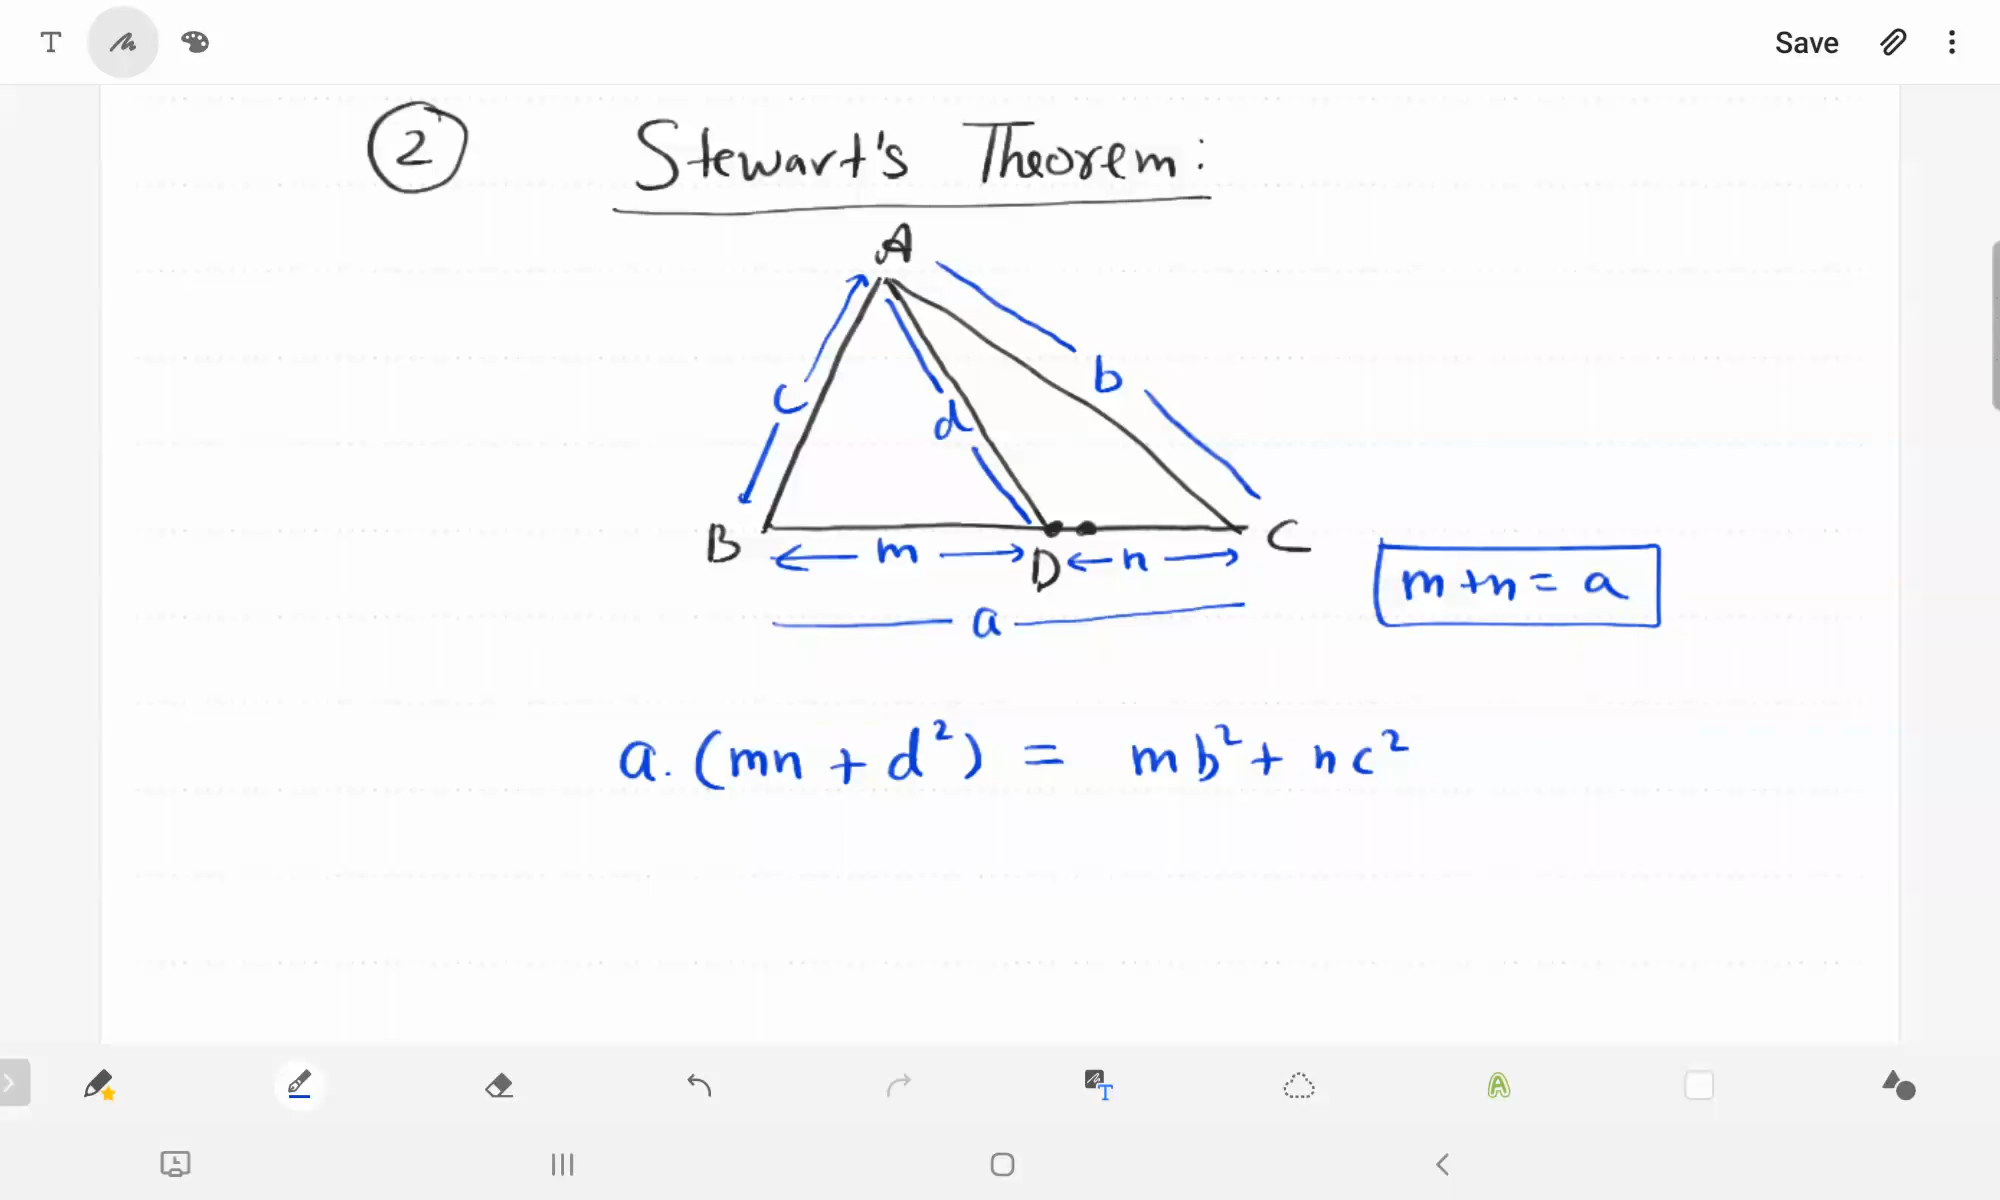 T
Save
2
Stewart's Theorem:
A
c
b
d
B
m
D
n
C
m+n = a
a
a. (mn + d²) = mb² + nc²
T
A